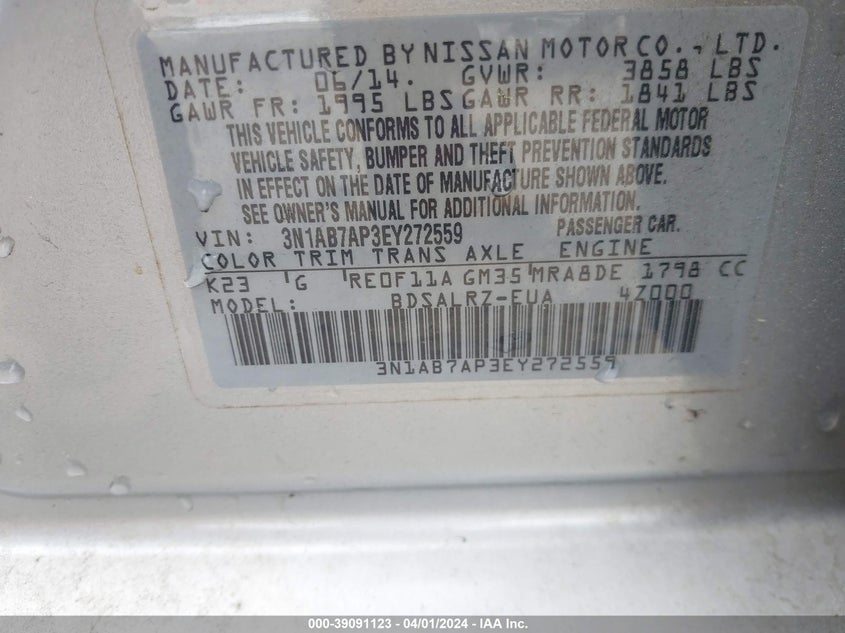 MANUFACTURED BY NISSAN MOTOR CO., LTD.
DATE: 06/14. GVWR: 3858 LBS
GAWR FR: 1995 LBS GAWR RR: 1841 LBS
THIS VEHICLE CONFORMS TO ALL APPLICABLE FEDERAL MOTOR
VEHICLE SAFETY, BUMPER AND THEFT PREVENTION STANDARDS
IN EFFECT ON THE DATE OF MANUFACTURE SHOWN ABOVE.
SEE OWNER'S MANUAL FOR ADDITIONAL INFORMATION.
VIN: 3N1AB7AP3EY272559 PASSENGER CAR.
COLOR TRIM TRANS AXLE ENGINE
K23 G RE0F11A GM35 MRA8DE 1798 CC
MODEL: BDSALRZ-EUA 4Z000
3N1AB7AP3EY272559
000-39091123 - 04/01/2024 - IAA Inc.